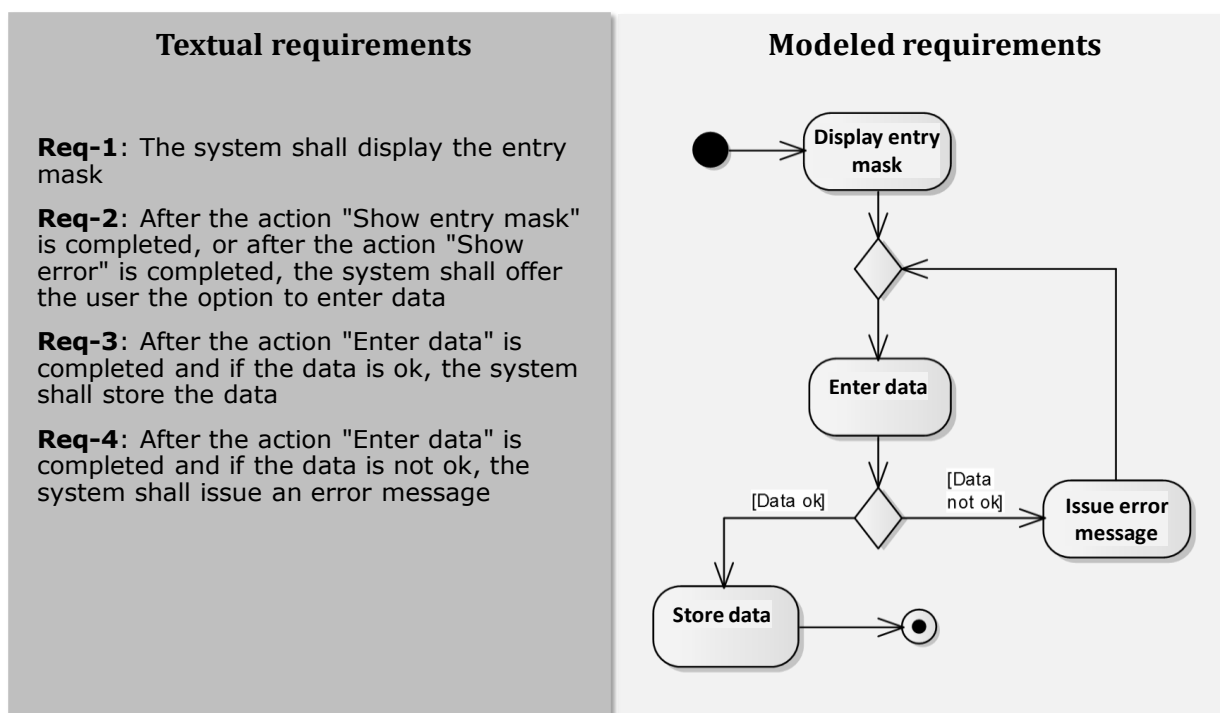 Textual requirements
Req-1: The system shall display the entry
mask
Req-2: After the action "Show entry mask"
is completed, or after the action "Show
error" is completed, the system shall offer
the user the option to enter data
Req-3: After the action "Enter data" is
completed and if the data is ok, the system
shall store the data
Req-4: After the action "Enter data" is
completed and if the data is not ok, the
system shall issue an error message
Modeled requirements
Display entry
mask
Enter data
[Data ok]
[Data
not ok]
Issue error
message
Store data